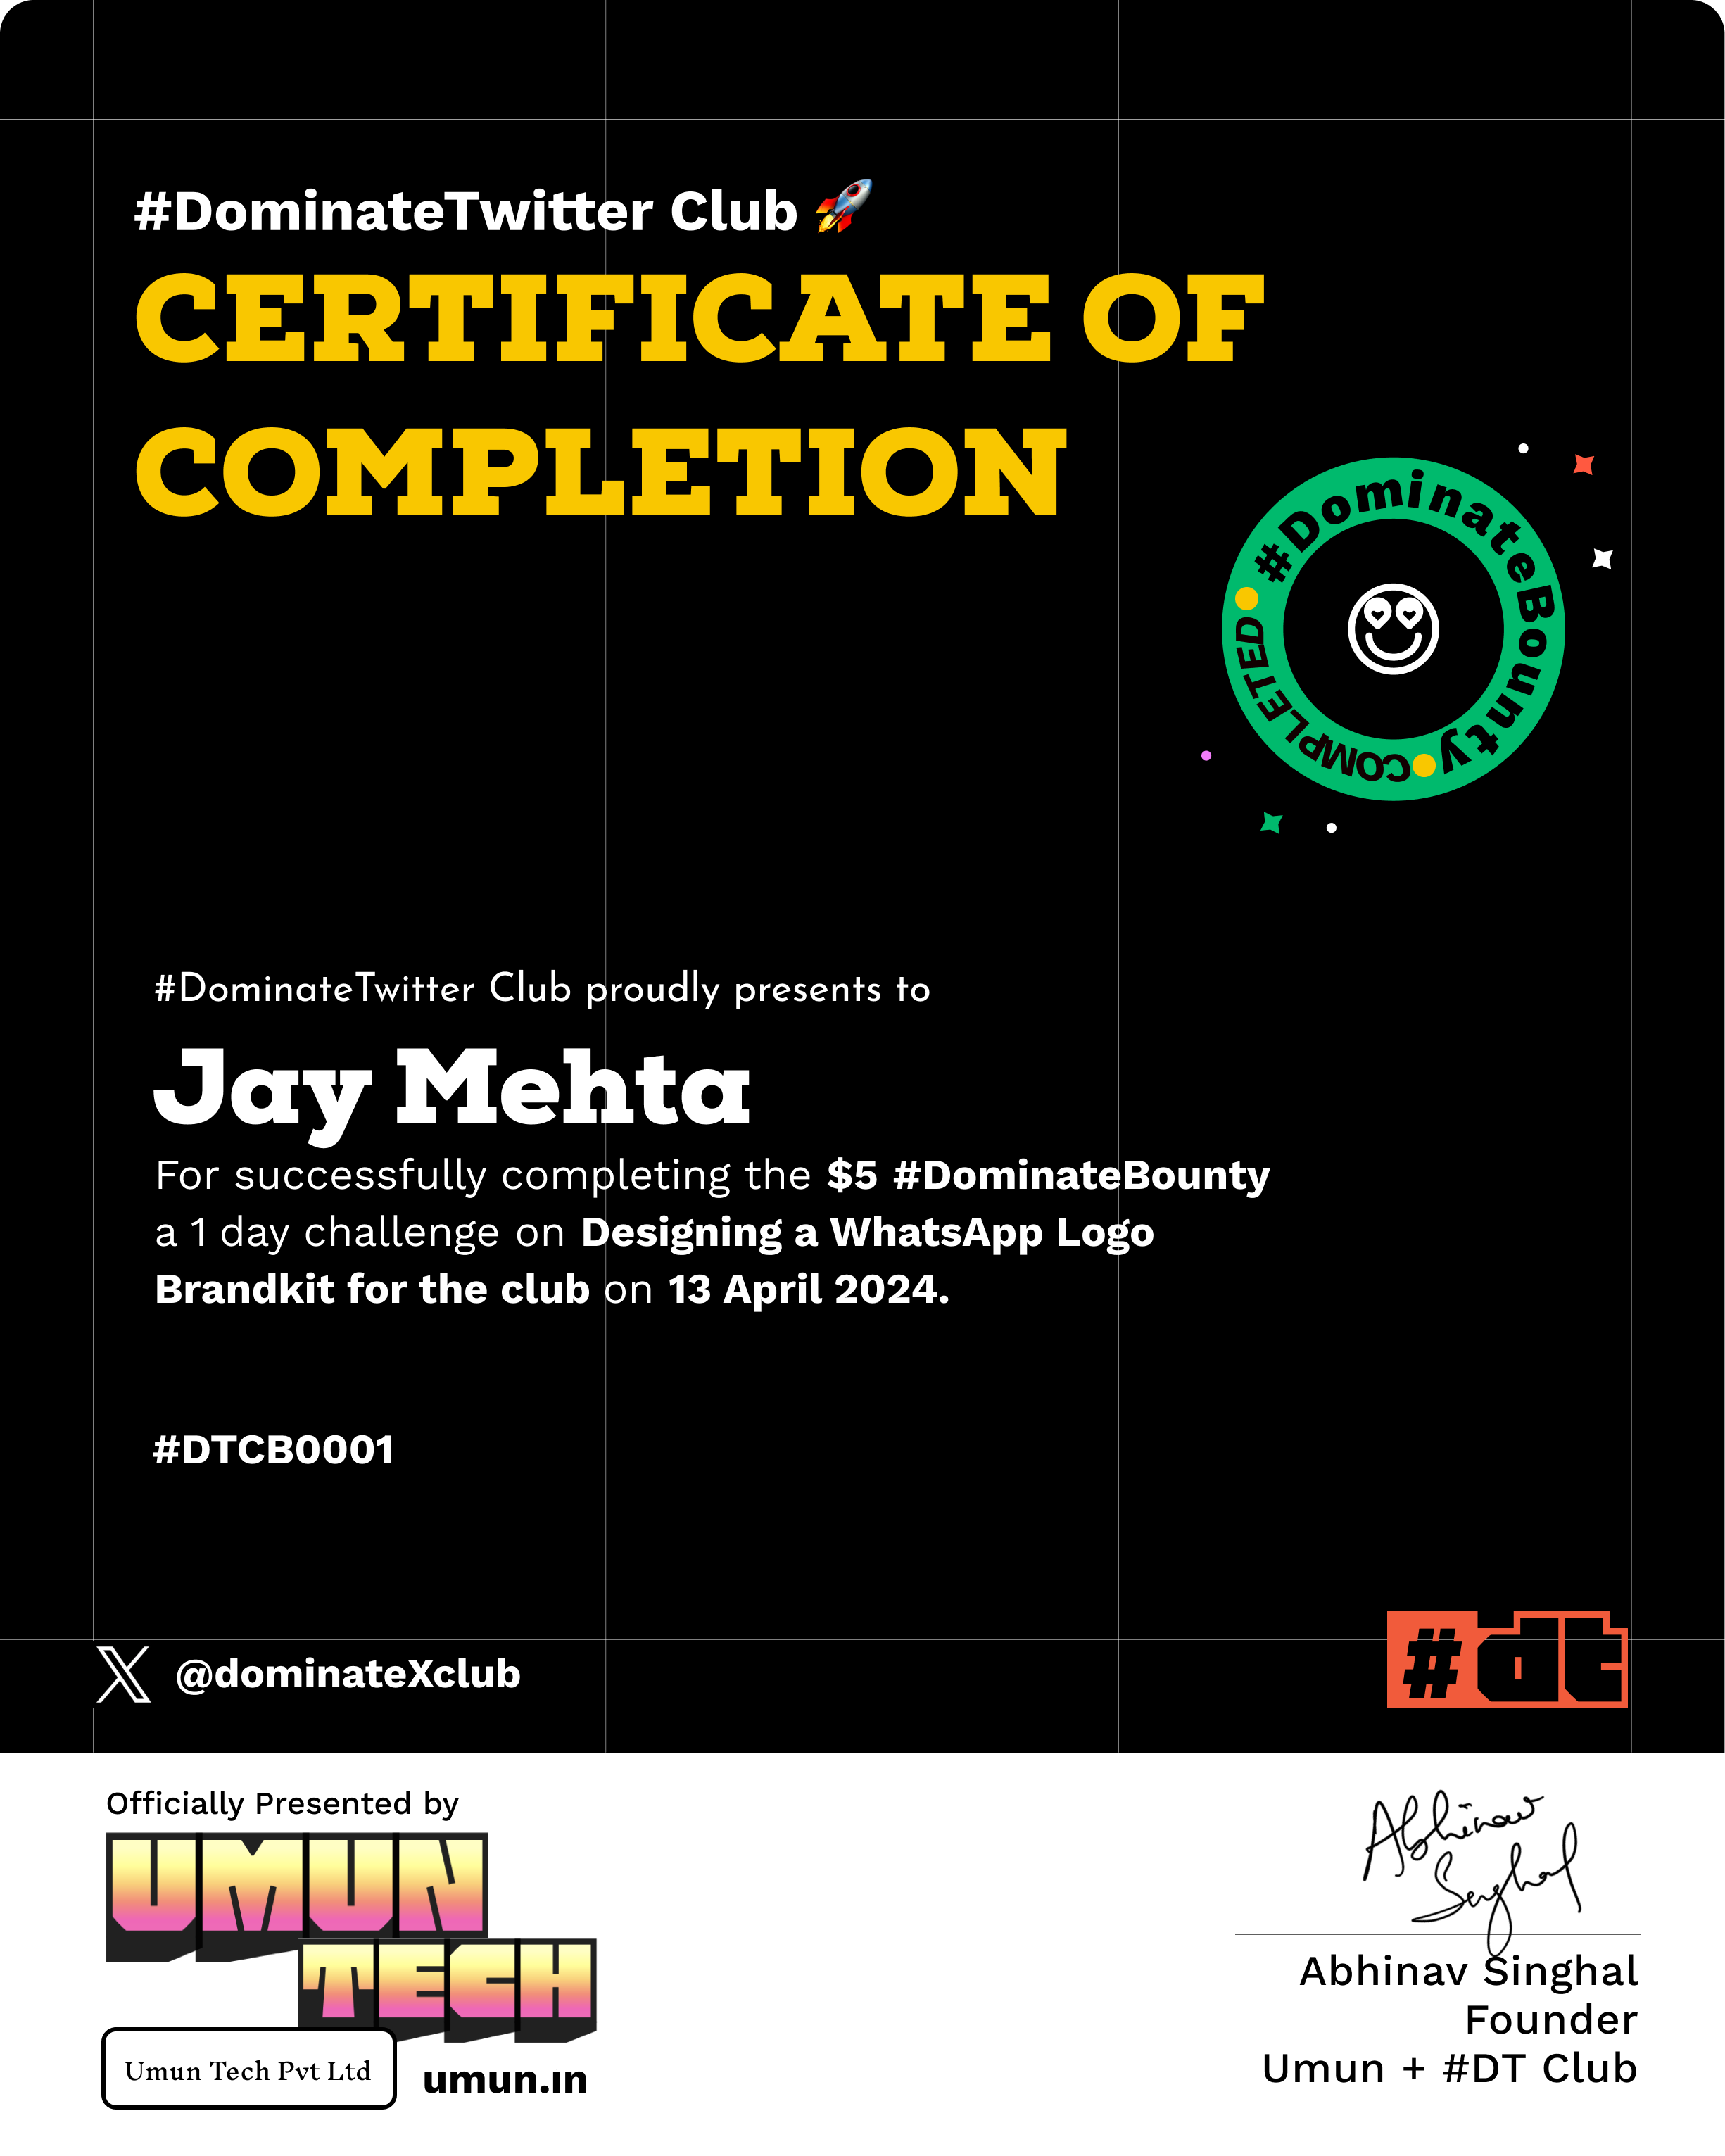 #DominateTwitter Club 🚀
CERTIFICATE OF
COMPLETION
#DominateBounty
COMPLETED
#DominateTwitter Club proudly presents to
Jay Mehta
For successfully completing the $5 #DominateBounty
a 1 day challenge on Designing a WhatsApp Logo
Brandkit for the club on 13 April 2024.
#DTCB0001
@dominateXclub
#dt
Officially Presented by
UMUN
TECH
Umun Tech Pvt Ltd
umun.in
Abhinav
Singhal
Abhinav Singhal
Founder
Umun + #DT Club